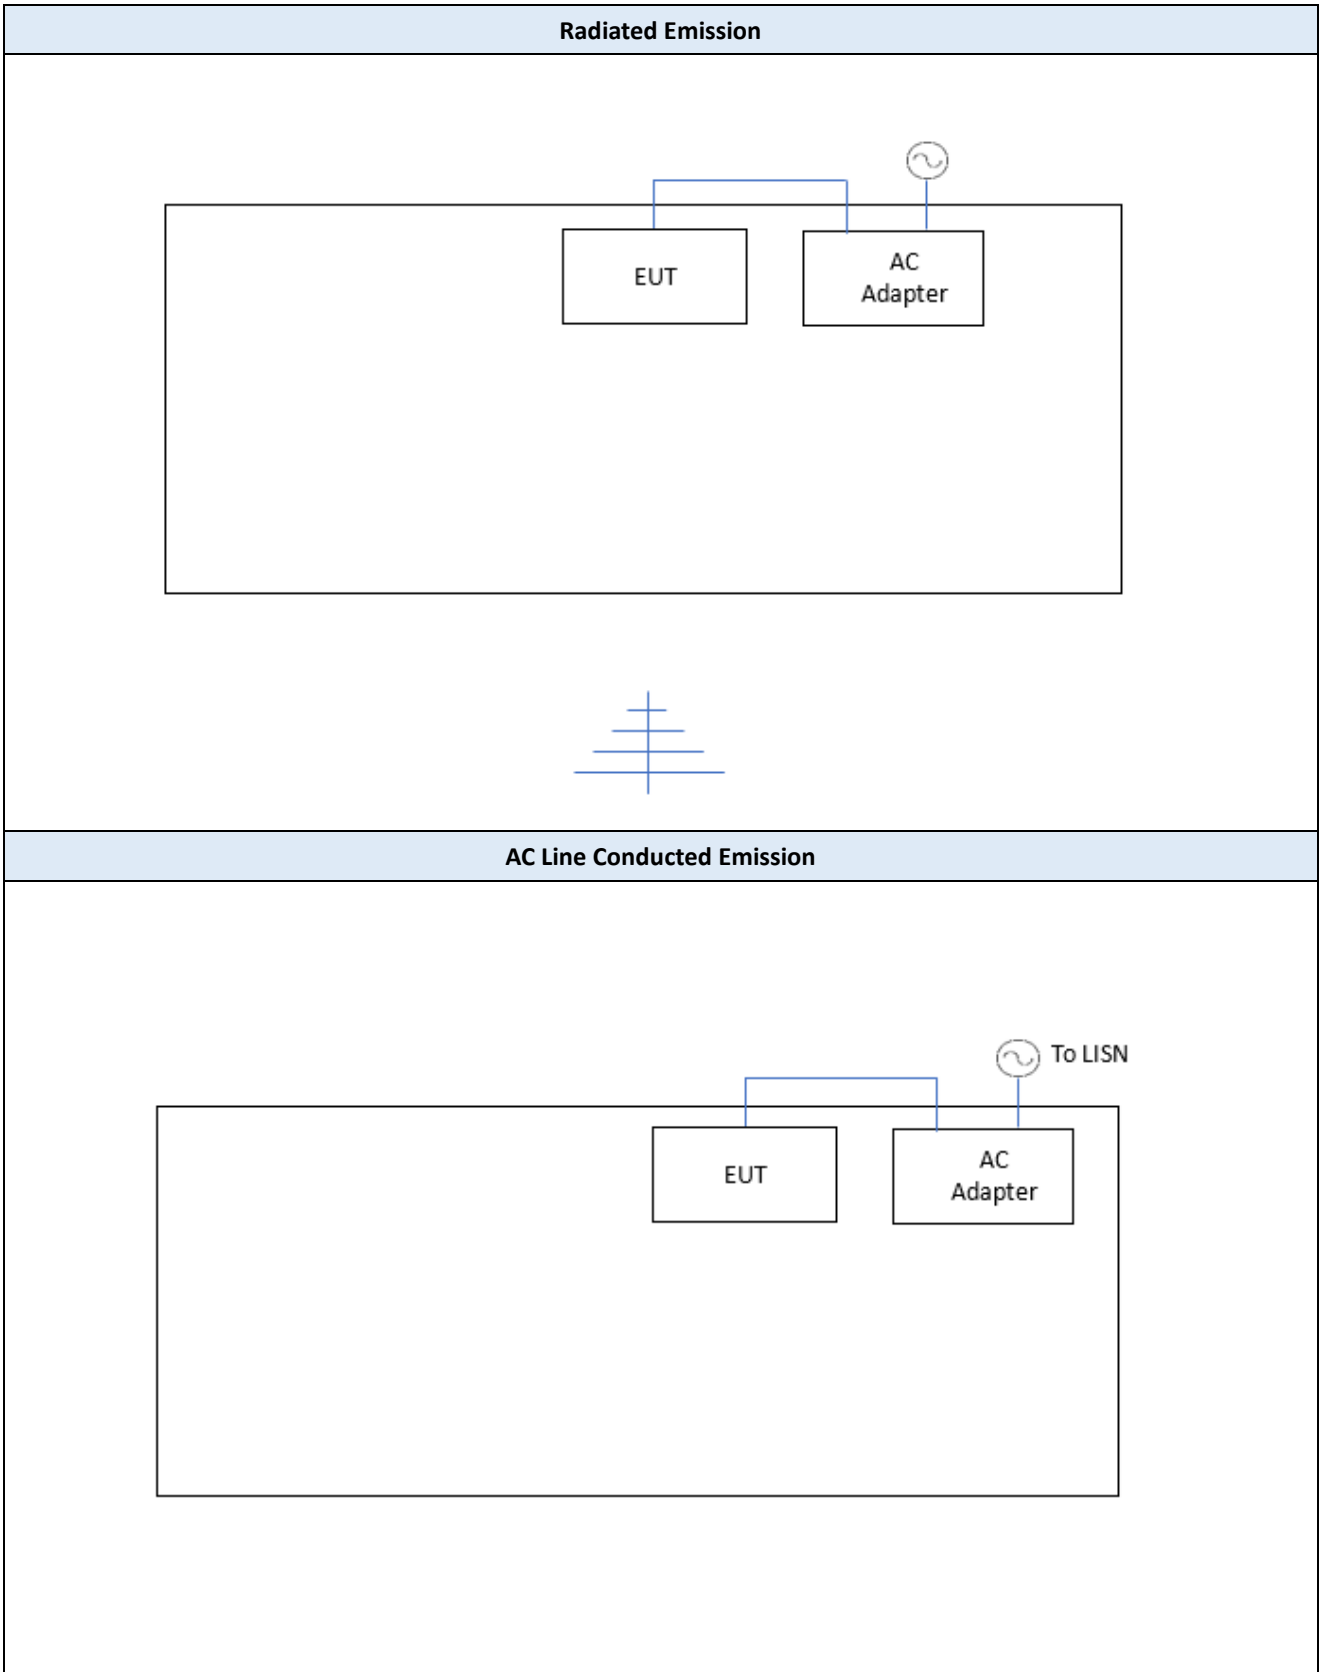 Radiated Emission
EUT
AC
Adapter
AC Line Conducted Emission
To LISN
EUT
AC
Adapter